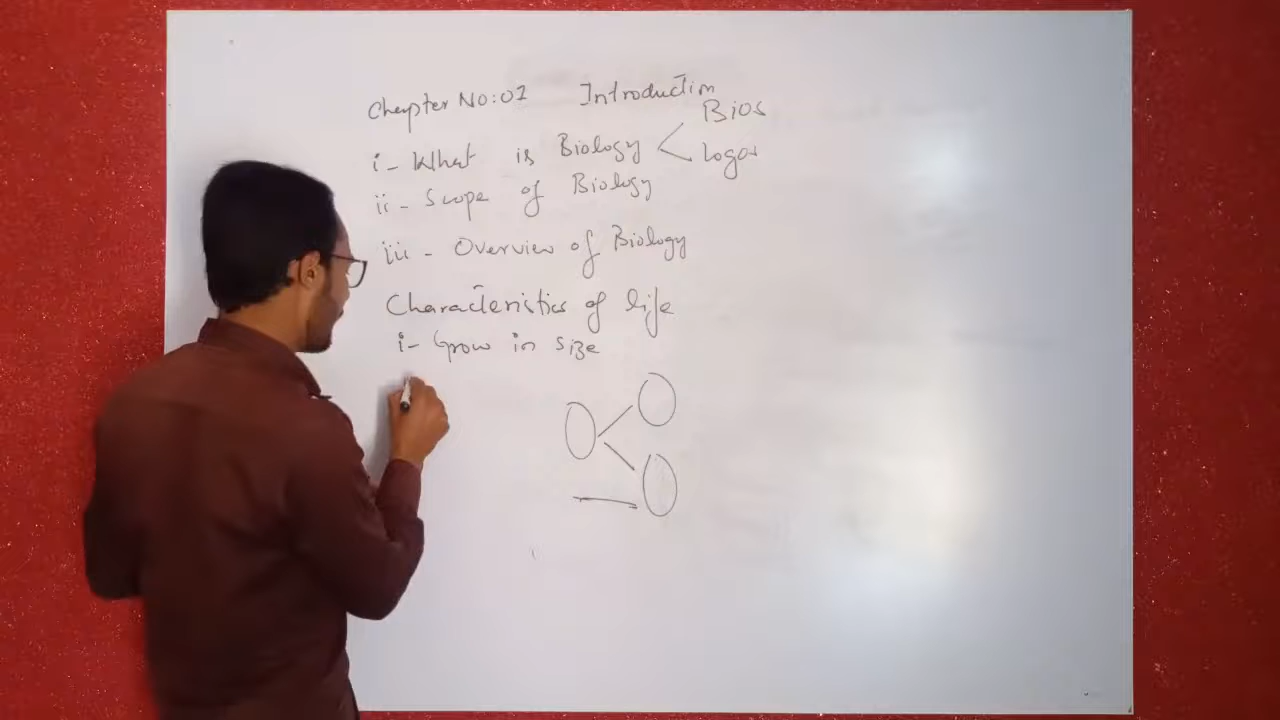 Chapter No:01 Introduction
i- What is Biology < Bios
Logos
ii- Scope of Biology
iii- Overview of Biology
Characteristics of life
i- Grow in size